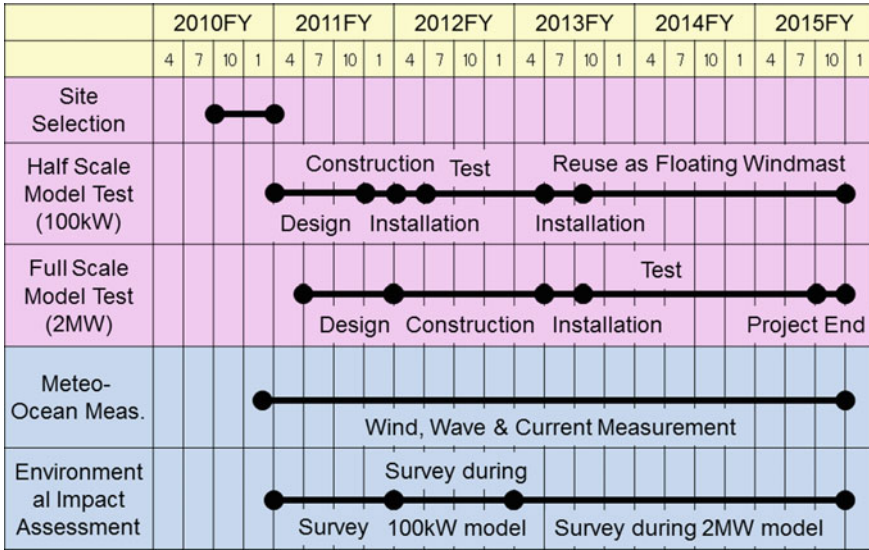 2010FY 2011FY 2012FY 2013FY 2014FY 2015FY
4 7 10 1 4 7 10 1 4 7 10 1 4 7 10 1 4 7 10 1 4 7 10 1
Site
Selection
Half Scale
Model Test
(100kW)
Construction Test Reuse as Floating Windmast
Design Installation Installation
Full Scale
Model Test
(2MW)
Test
Design Construction Installation Project End
Meteo-
Ocean Meas.
Wind, Wave & Current Measurement
Environment
al Impact
Assessment
Survey during
Survey 100kW model Survey during 2MW model